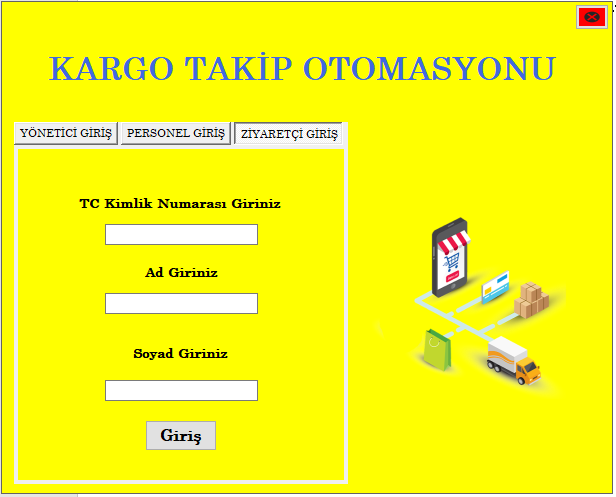 KARGO TAKİP OTOMASYONU
YÖNETİCİ GİRİŞ PERSONEL GİRİŞ ZİYARETÇİ GİRİŞ
TC Kimlik Numarası Giriniz
Ad Giriniz
Soyad Giriniz
Giriş